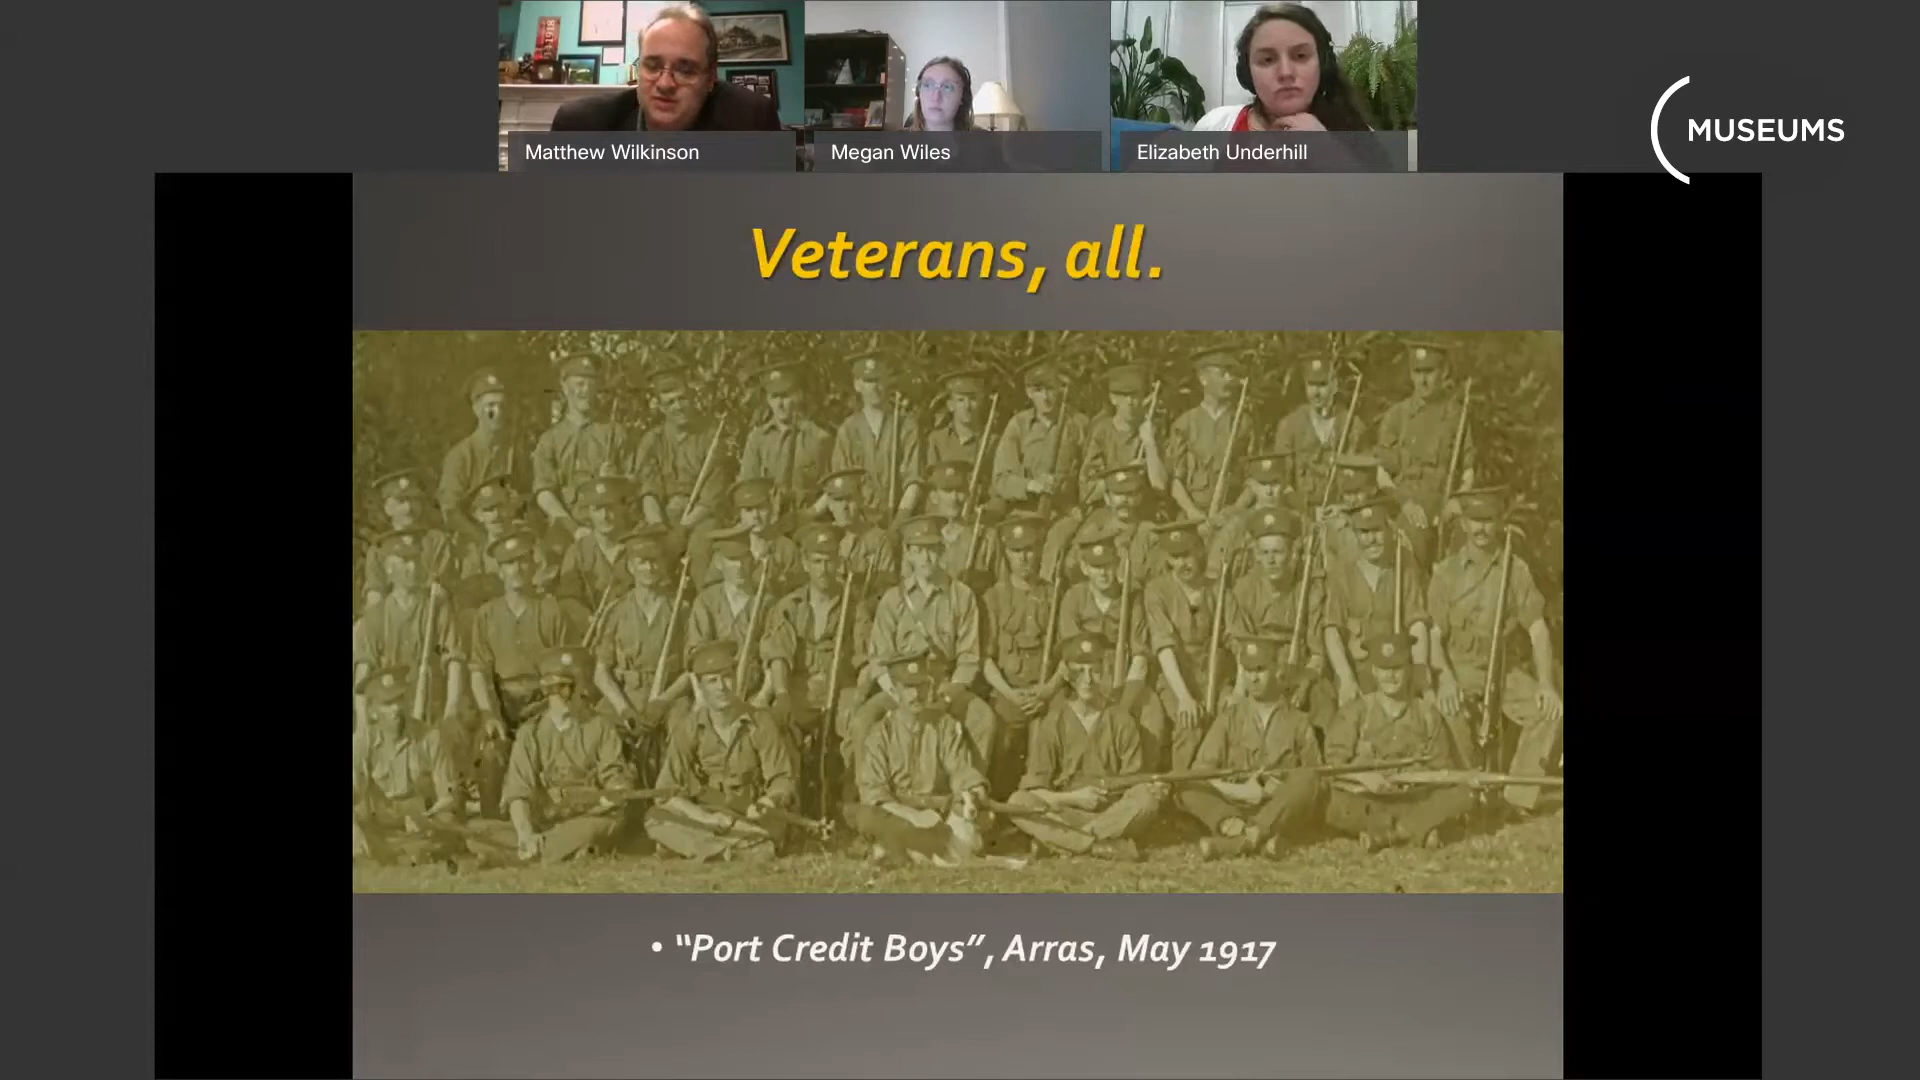 Matthew Wilkinson
Megan Wiles
Elizabeth Underhill
MUSEUMS
Veterans, all.
• “Port Credit Boys”, Arras, May 1917